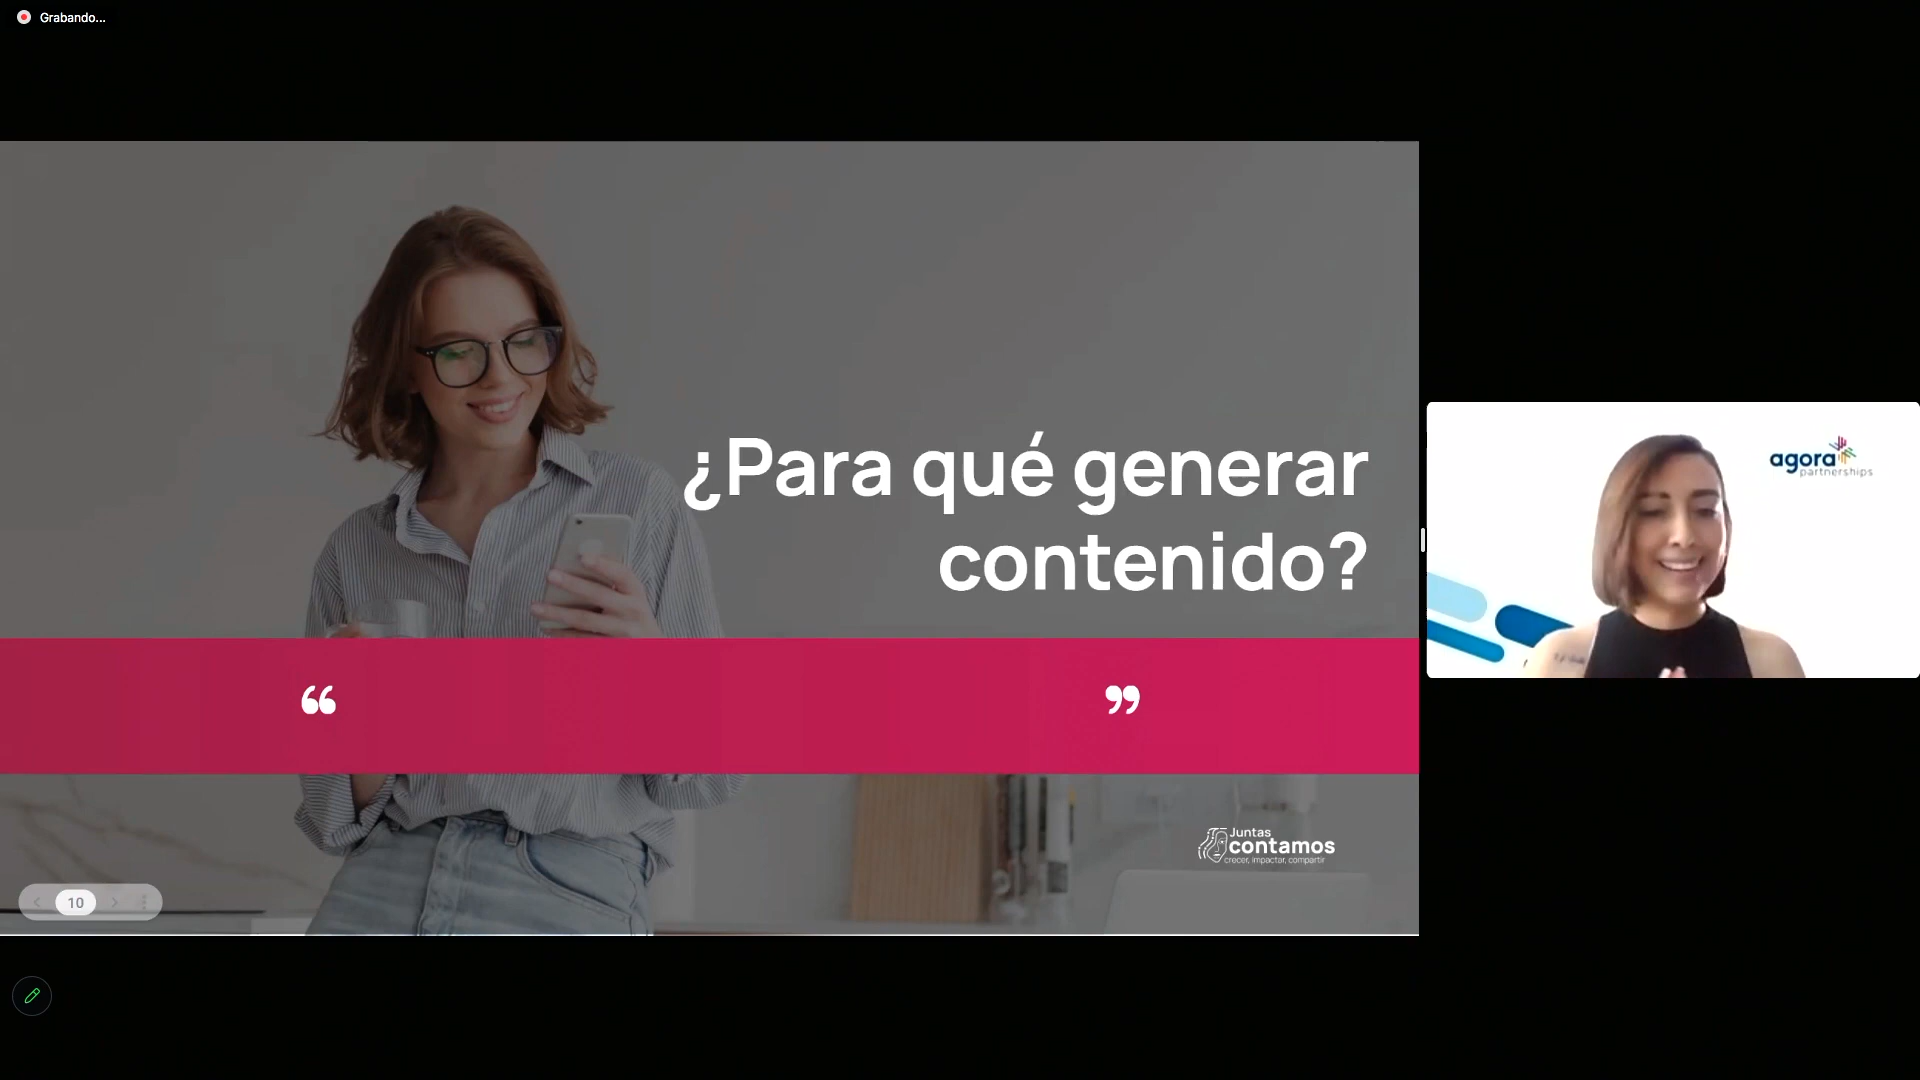 Grabando...
¿Para qué generar
contenido?
“ ”
Juntas
contamos
crecer, impactar, compartir
10
agora
partnerships